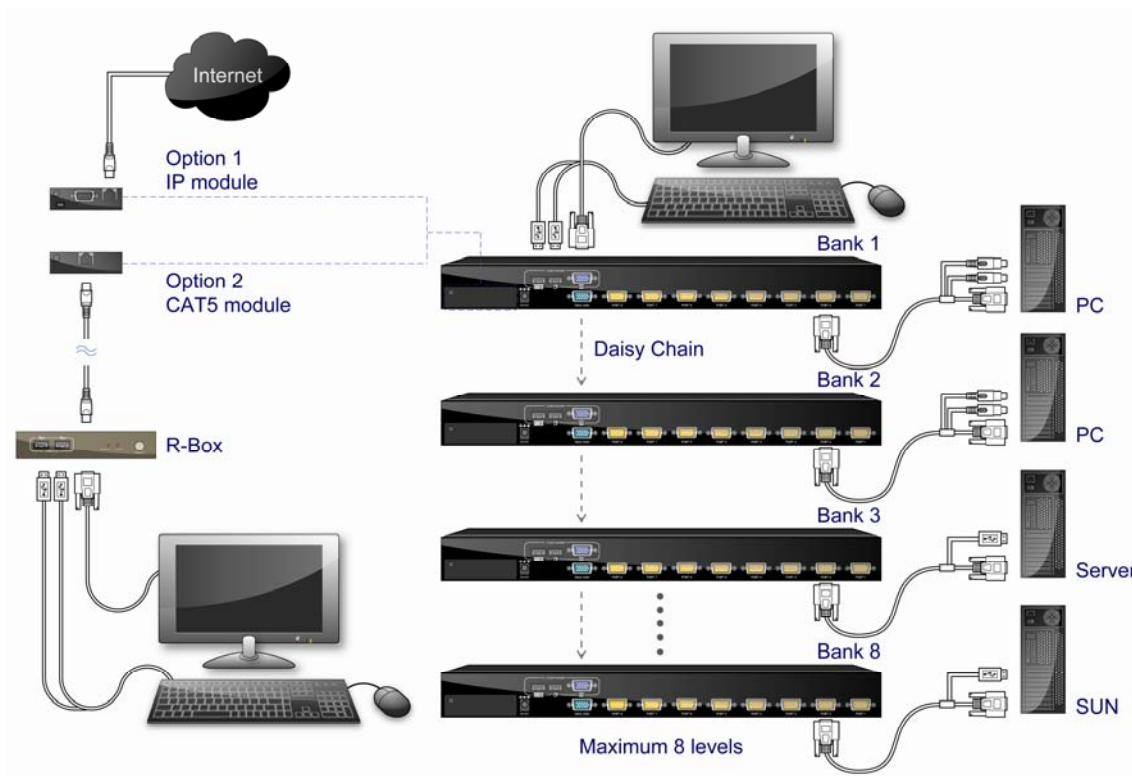 Internet
Option 1
IP module
Option 2
CAT5 module
R-Box
Bank 1
PC
Daisy Chain
Bank 2
PC
Bank 3
Server
Bank 8
SUN
Maximum 8 levels